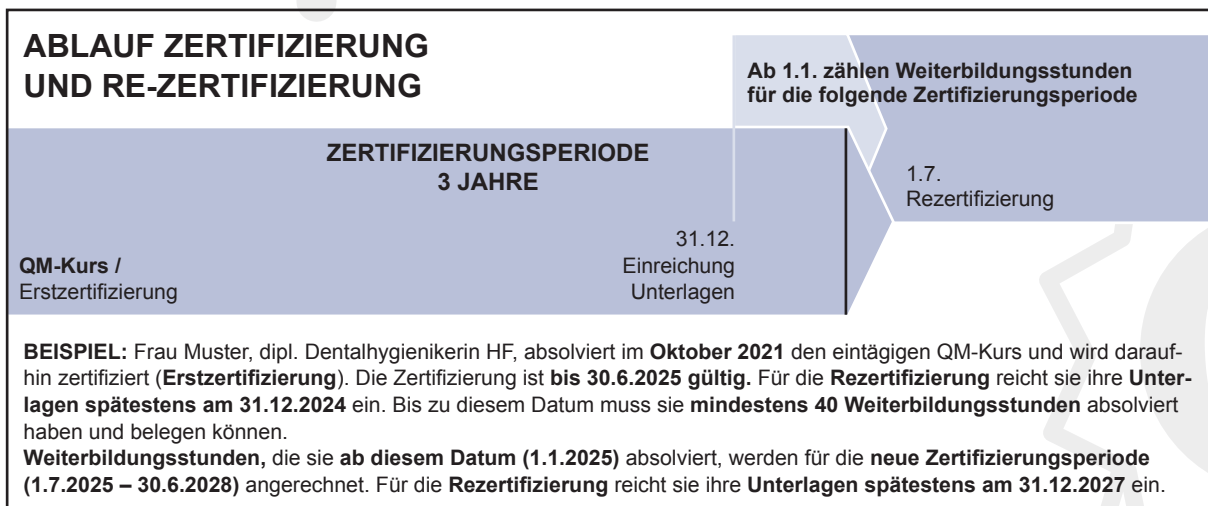 ABLAUF ZERTIFIZIERUNG
UND RE-ZERTIFIZIERUNG
Ab 1.1. zählen Weiterbildungsstunden
für die folgende Zertifizierungsperiode
ZERTIFIZIERUNGSPERIODE
3 JAHRE
1.7.
Rezertifizierung
QM-Kurs /
Erstzertifizierung
31.12.
Einreichung
Unterlagen
BEISPIEL: Frau Muster, dipl. Dentalhygienikerin HF, absolviert im Oktober 2021 den eintägigen QM-Kurs und wird darauf-
hin zertifiziert (Erstzertifizierung). Die Zertifizierung ist bis 30.6.2025 gültig. Für die Rezertifizierung reicht sie ihre Unter-
lagen spätestens am 31.12.2024 ein. Bis zu diesem Datum muss sie mindestens 40 Weiterbildungsstunden absolviert
haben und belegen können.
Weiterbildungsstunden, die sie ab diesem Datum (1.1.2025) absolviert, werden für die neue Zertifizierungsperiode
(1.7.2025 – 30.6.2028) angerechnet. Für die Rezertifizierung reicht sie ihre Unterlagen spätestens am 31.12.2027 ein.